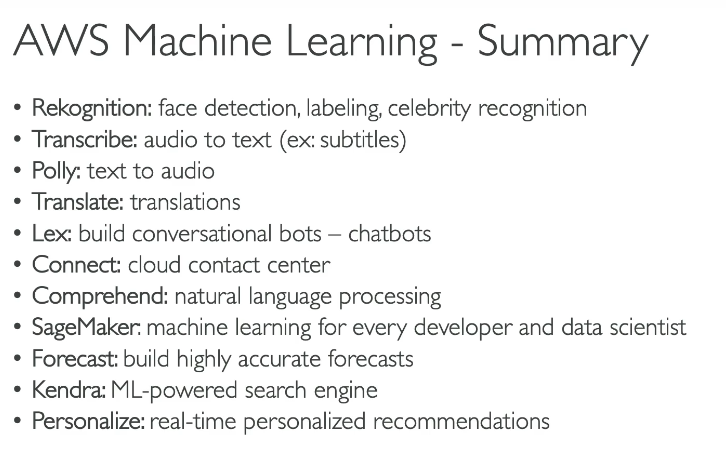 AWS Machine Learning - Summary
• Rekognition: face detection, labeling, celebrity recognition
• Transcribe: audio to text (ex: subtitles)
• Polly: text to audio
• Translate: translations
• Lex: build conversational bots – chatbots
• Connect: cloud contact center
• Comprehend: natural language processing
• SageMaker: machine learning for every developer and data scientist
• Forecast: build highly accurate forecasts
• Kendra: ML-powered search engine
• Personalize: real-time personalized recommendations